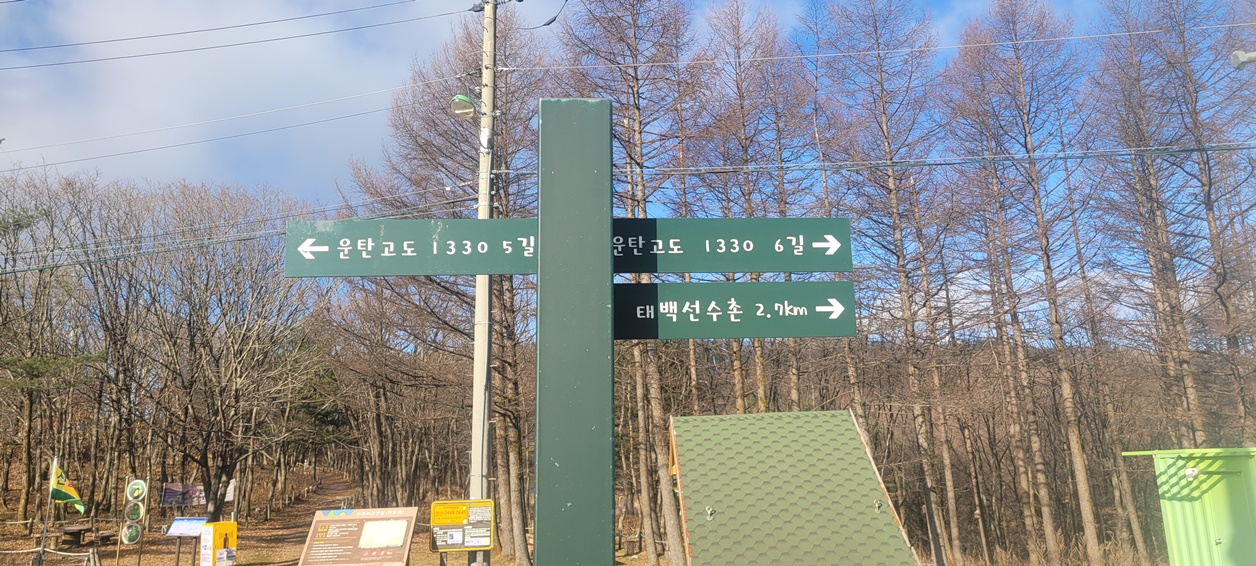 ← 운탄고도 1330 5길
운탄고도 1330 6길 →
태백선수촌 2.7km →